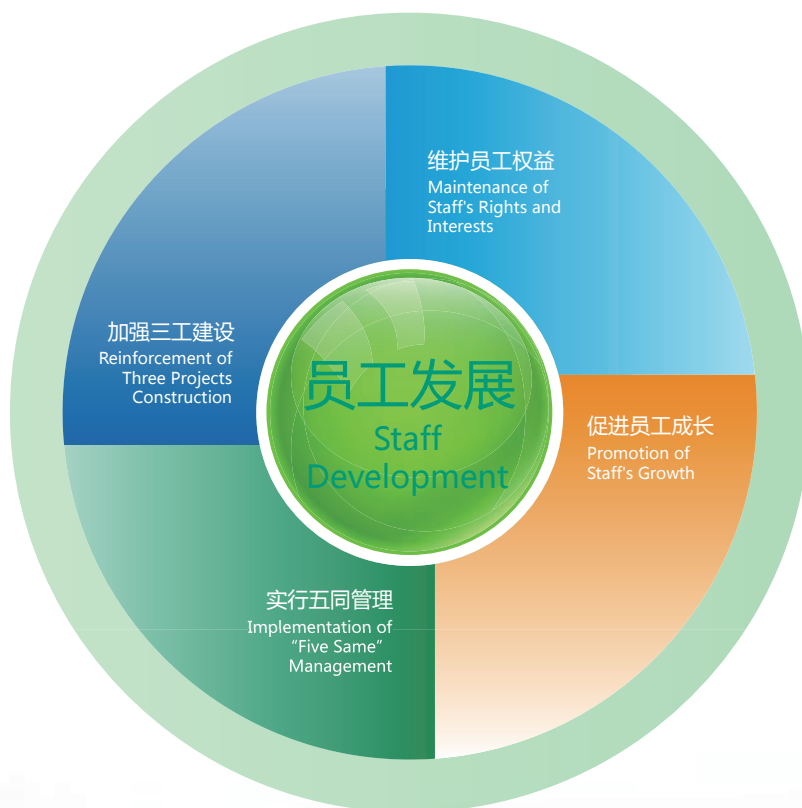 维护员工权益
Maintenance of
Staff's Rights and
Interests
加强三工建设
Reinforcement of
Three Projects
Construction
员工发展
Staff
Development
促进员工成长
Promotion of
Staff's Growth
实行五同管理
Implementation of
“Five Same”
Management